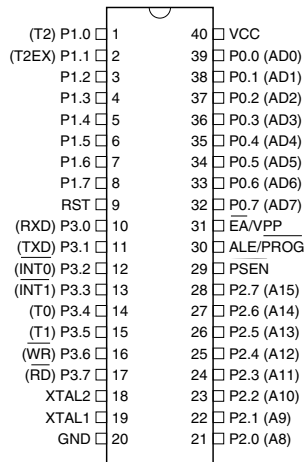 (T2) P1.0 1 40 VCC
(T2EX) P1.1 2 39 P0.0 (AD0)
P1.2 3 38 P0.1 (AD1)
P1.3 4 37 P0.2 (AD2)
P1.4 5 36 P0.3 (AD3)
P1.5 6 35 P0.4 (AD4)
P1.6 7 34 P0.5 (AD5)
P1.7 8 33 P0.6 (AD6)
RST 9 32 P0.7 (AD7)
(RXD) P3.0 10 31 E̅A̅/VPP
(TXD) P3.1 11 30 ALE/P̅R̅O̅G̅
(I̅N̅T̅0̅) P3.2 12 29 P̅S̅E̅N̅
(I̅N̅T̅1̅) P3.3 13 28 P2.7 (A15)
(T0) P3.4 14 27 P2.6 (A14)
(T1) P3.5 15 26 P2.5 (A13)
(W̅R̅) P3.6 16 25 P2.4 (A12)
(R̅D̅) P3.7 17 24 P2.3 (A11)
XTAL2 18 23 P2.2 (A10)
XTAL1 19 22 P2.1 (A9)
GND 20 21 P2.0 (A8)